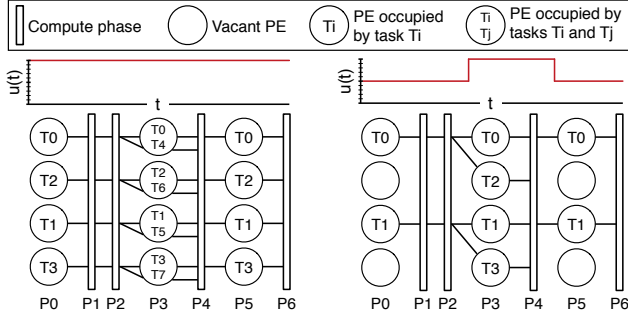 Compute phase
Vacant PE
Ti
PE occupied
by task Ti
Ti
Tj
PE occupied by
tasks Ti and Tj
u(t)
t
T0
T0
T4
T0
T2
T2
T6
T2
T1
T1
T5
T1
T3
T3
T7
T3
P0 P1 P2 P3 P4 P5 P6
u(t)
t
T0
T0
T0
T2
T1
T1
T1
T3
P0 P1 P2 P3 P4 P5 P6